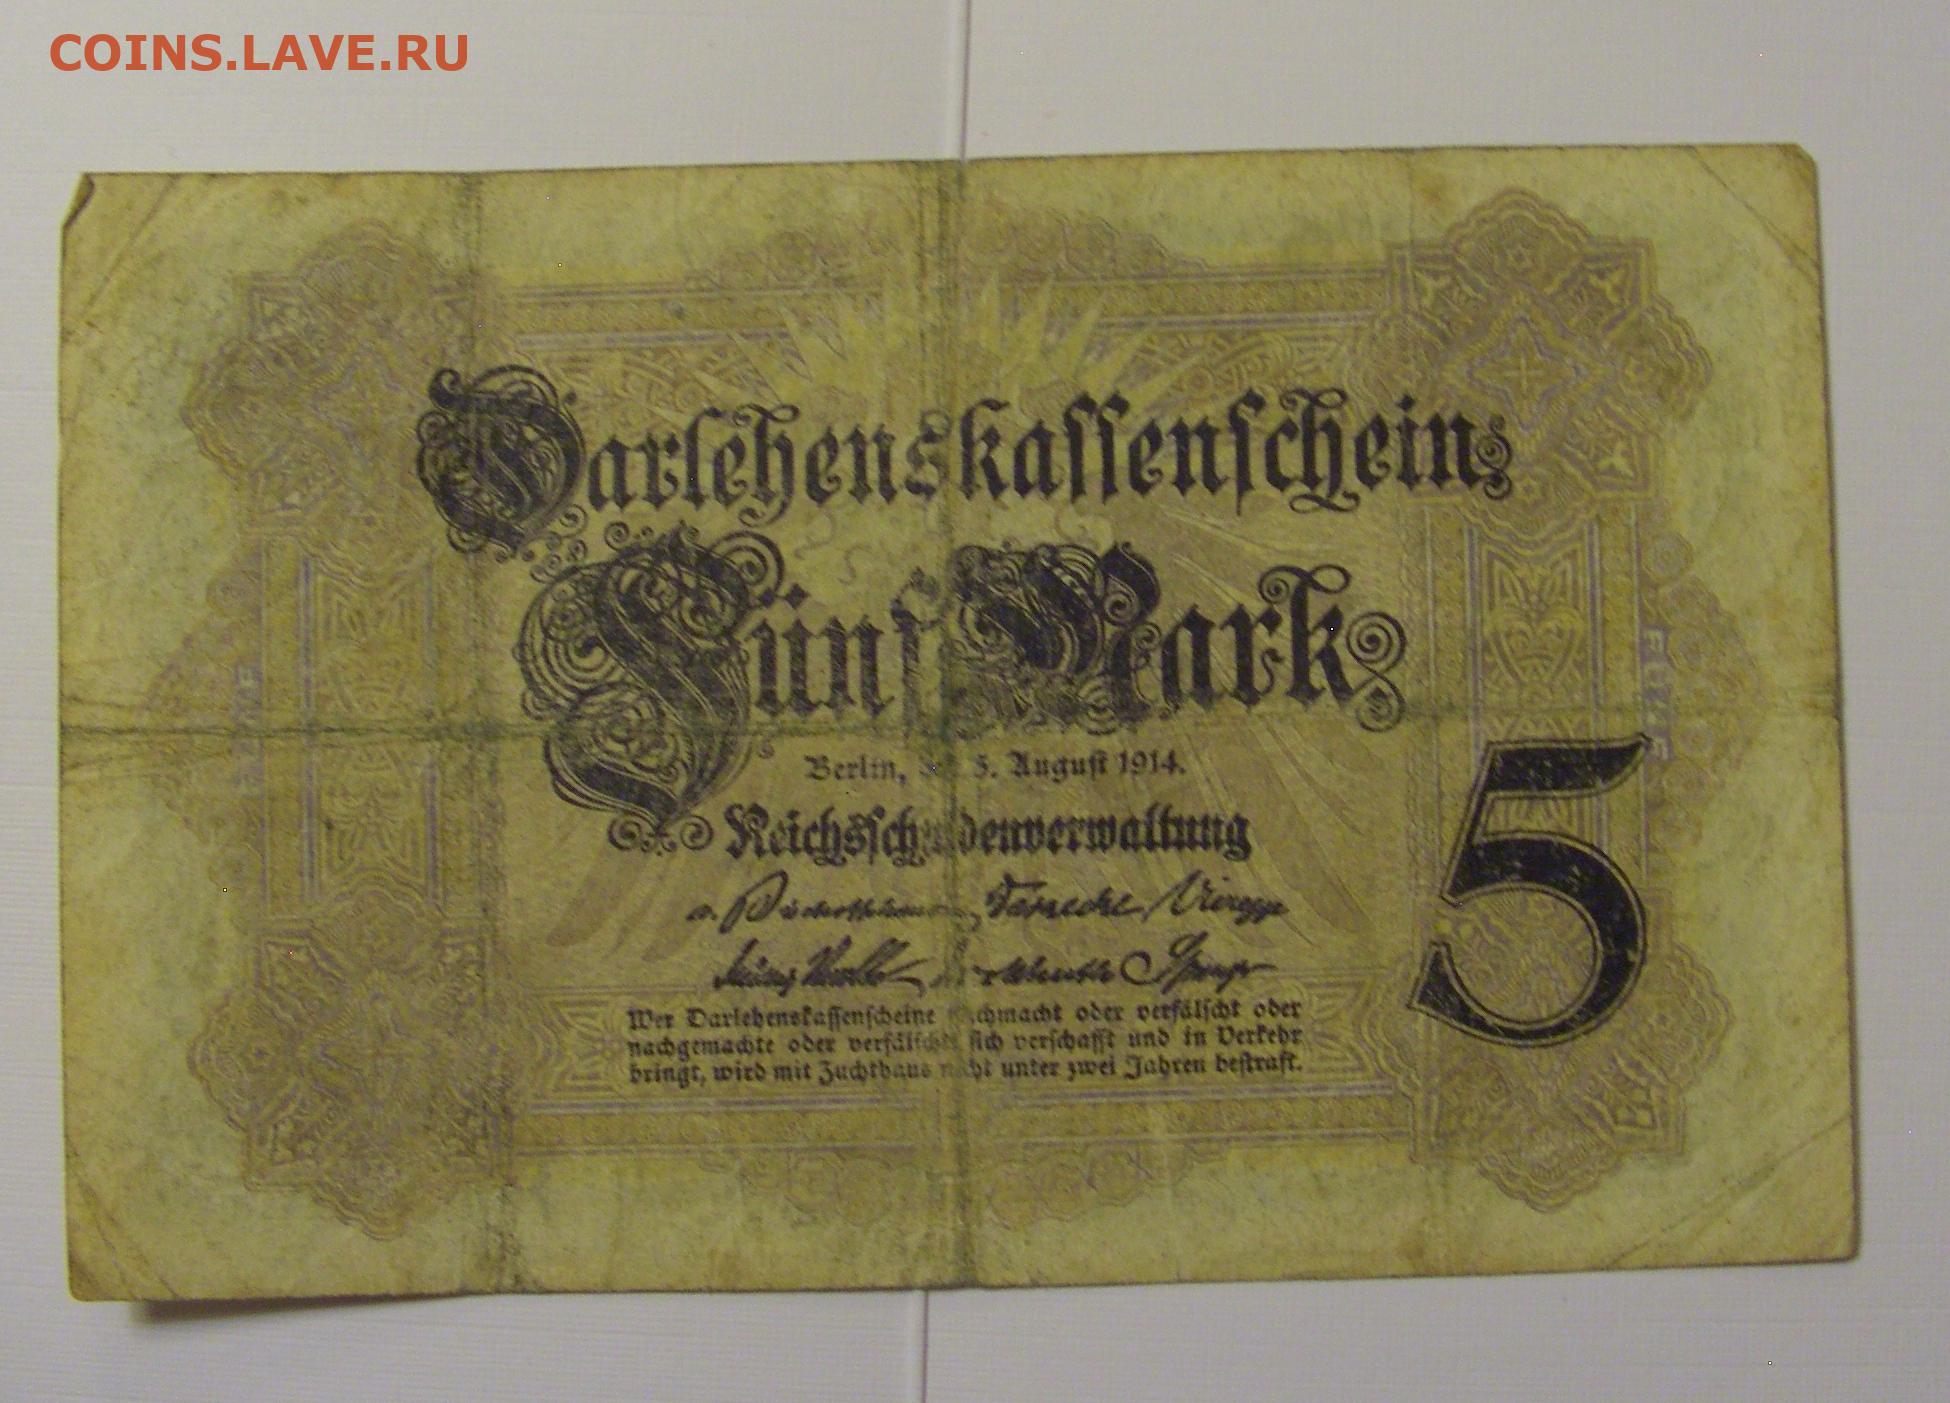 COINS.LAVE.RU
Darlehenskassenschein
Fünf Mark
Berlin, 5. August 1914.
Reichsschuldenverwaltung
5
Wer Darlehenskassenscheine nachmacht oder verfälscht oder
nachgemachte oder verfälschte sich verschafft und in Verkehr
bringt, wird mit Zuchthaus nicht unter zwei Jahren bestraft.